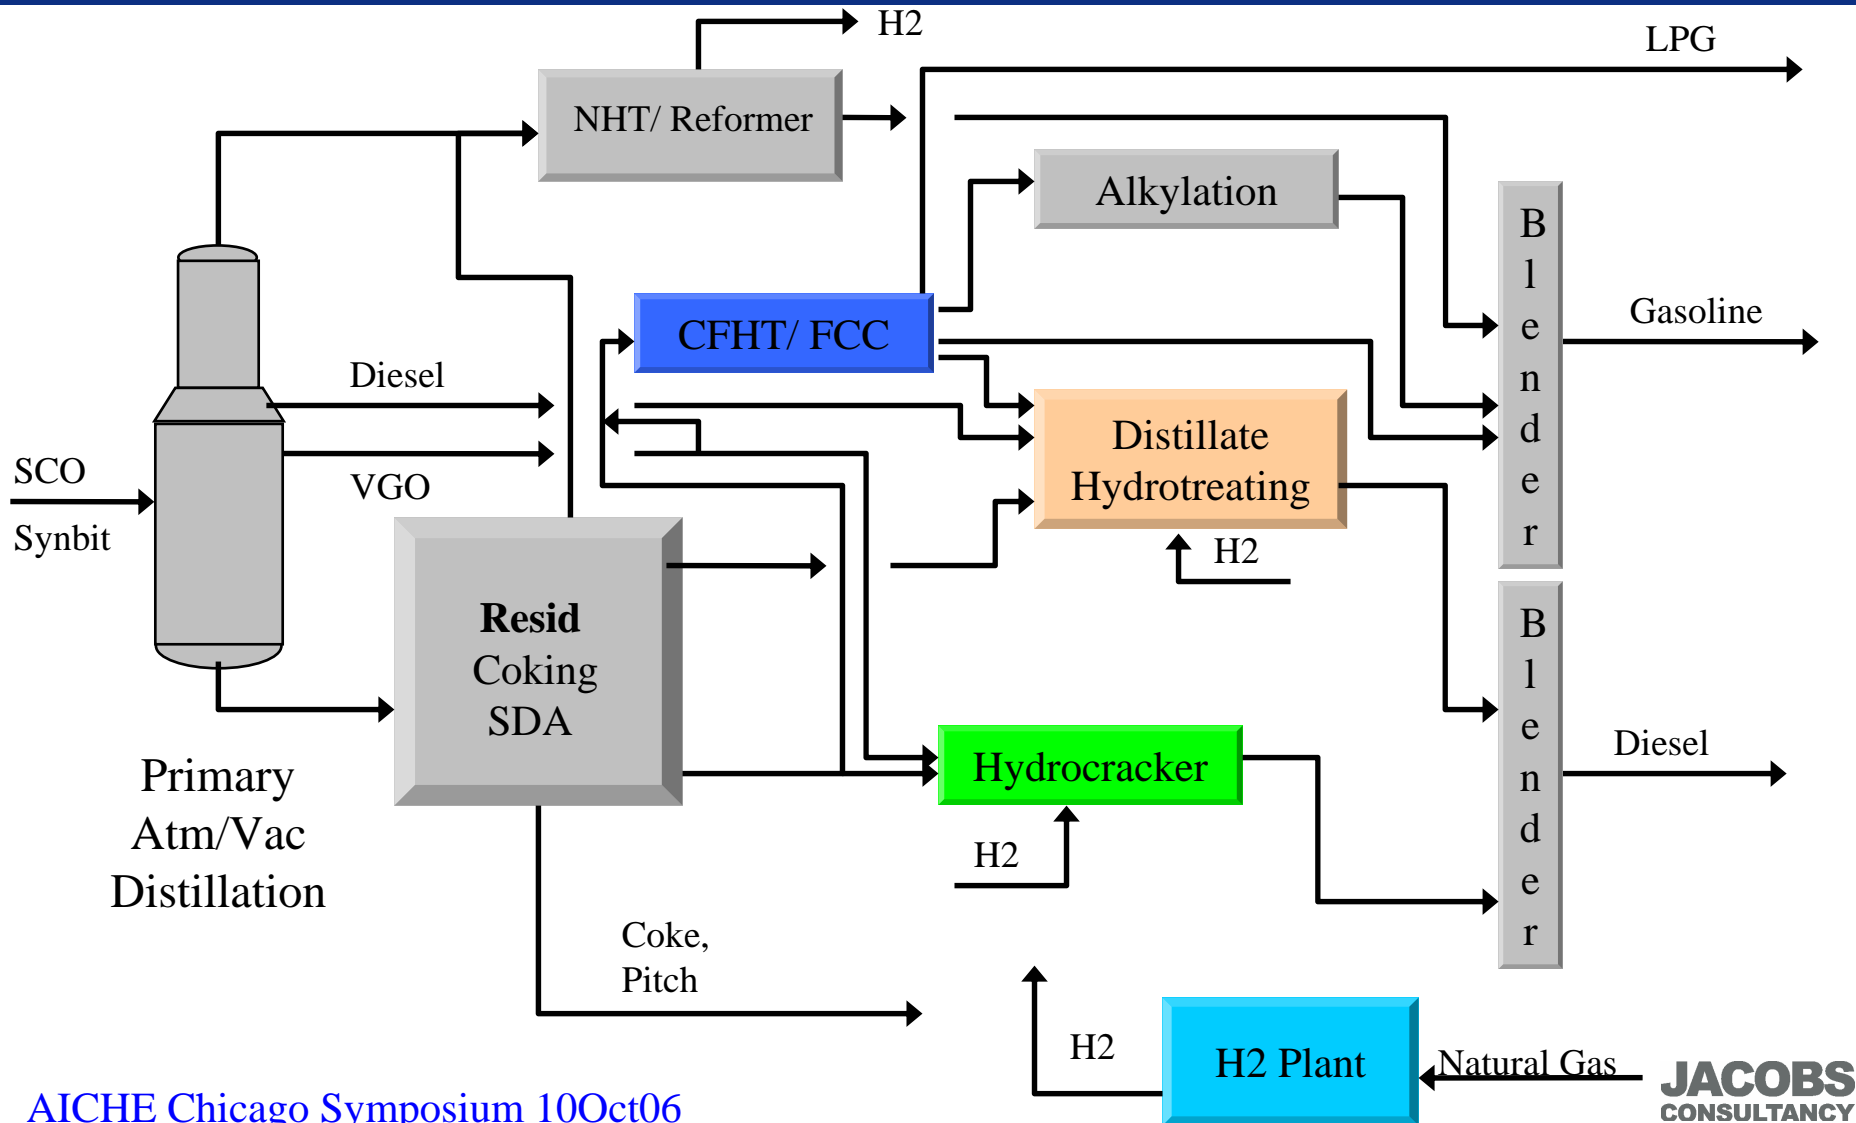 H2
LPG
NHT/ Reformer
Alkylation
Blender
Gasoline
CFHT/ FCC
Diesel
Distillate
Hydrotreating
SCO
VGO
Synbit
H2
Resid
Coking
SDA
Blender
Diesel
Hydrocracker
Primary
Atm/Vac
Distillation
H2
Coke,
Pitch
H2
H2 Plant
Natural Gas
JACOBS
CONSULTANCY
AICHE Chicago Symposium 10Oct06